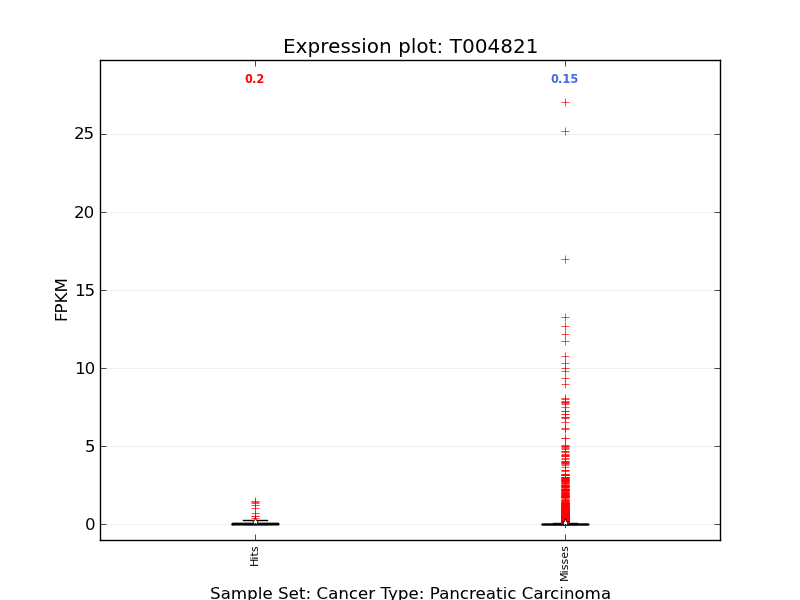 Expression plot: T004821
0.2
0.15
25
20
15
10
5
0
FPKM
Hits
Misses
Sample Set: Cancer Type: Pancreatic Carcinoma